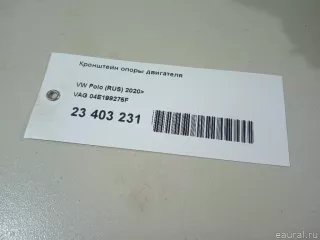 Кронштейн опоры двигателя
VW Polo (RUS) 2020>
VAG 04E199275F
23 403 231
eaural.ru